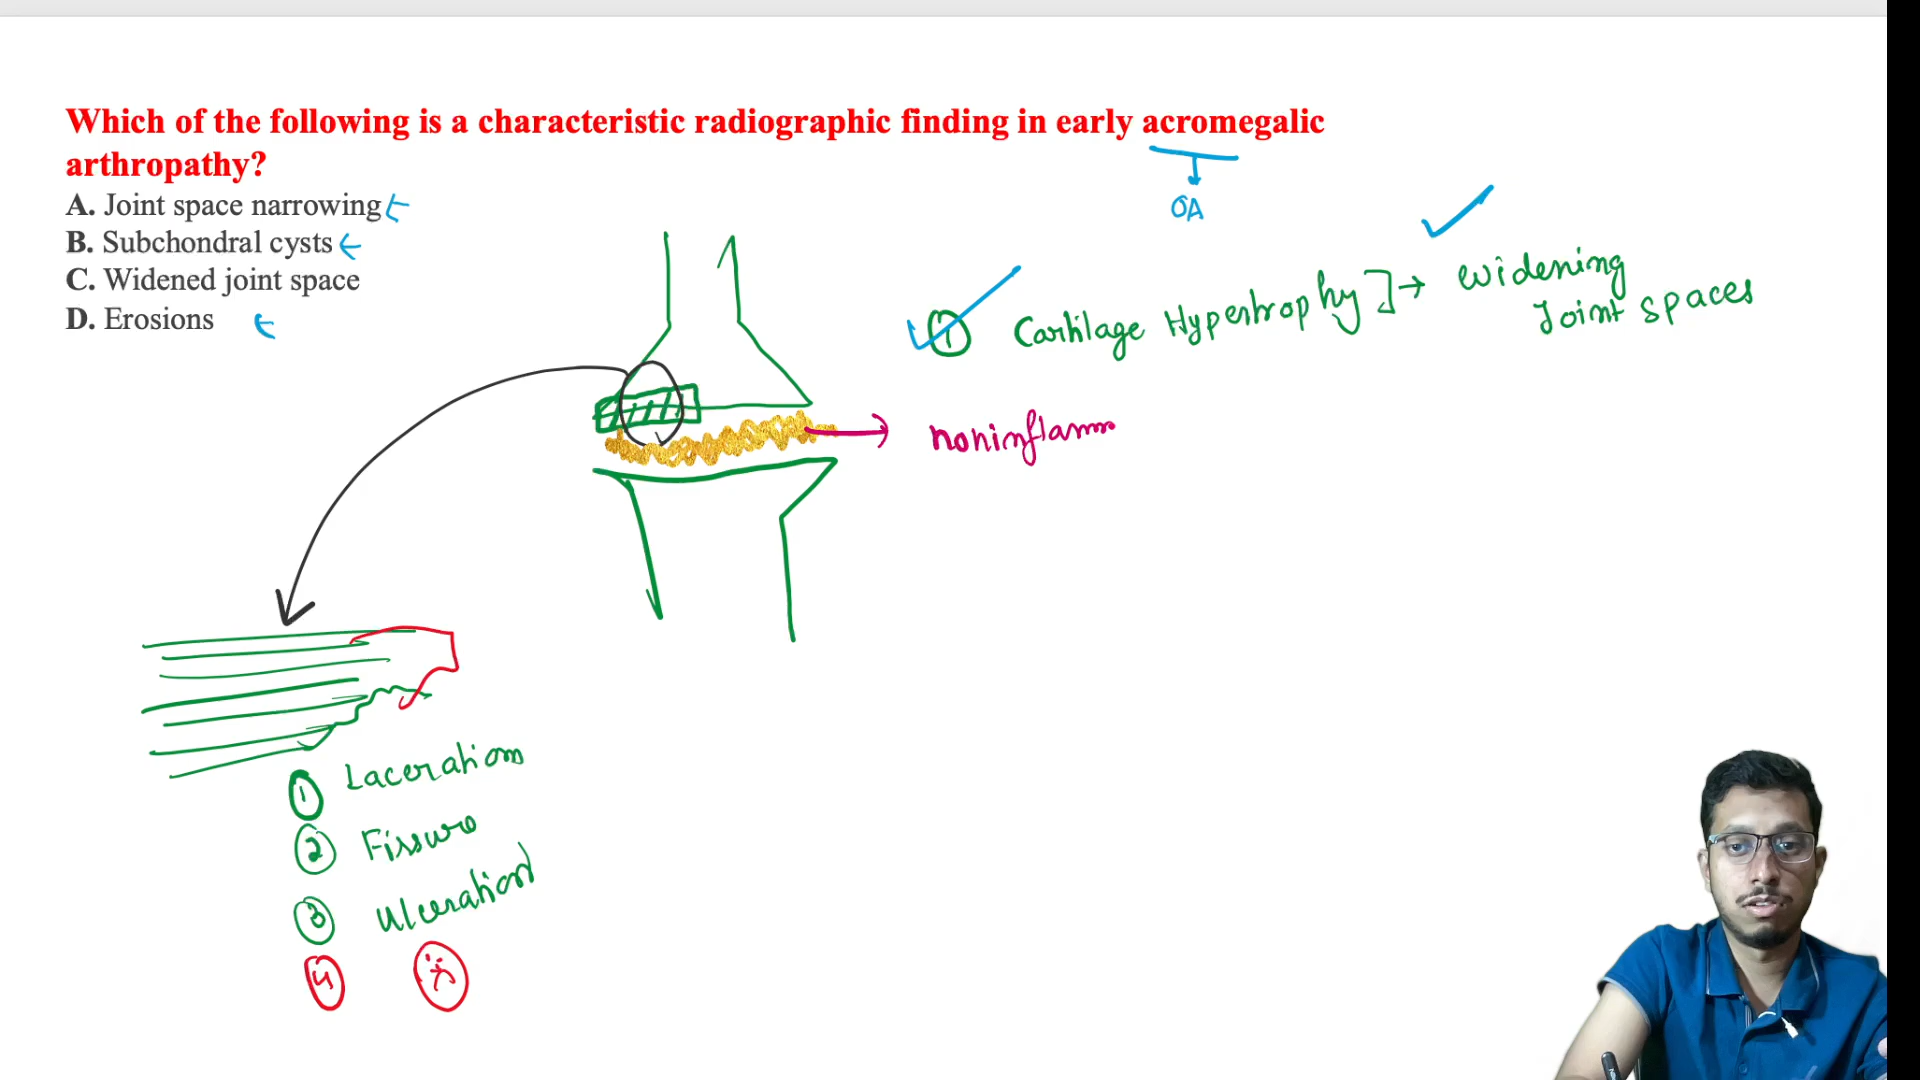 Which of the following is a characteristic radiographic finding in early acromegalic
arthropathy?
A. Joint space narrowing
B. Subchondral cysts
C. Widened joint space
D. Erosions
OA
① Cartilage Hypertrophy ] → widening
Joint spaces
noninflamm
① Laceration
② Fissure
③ Ulceration
④